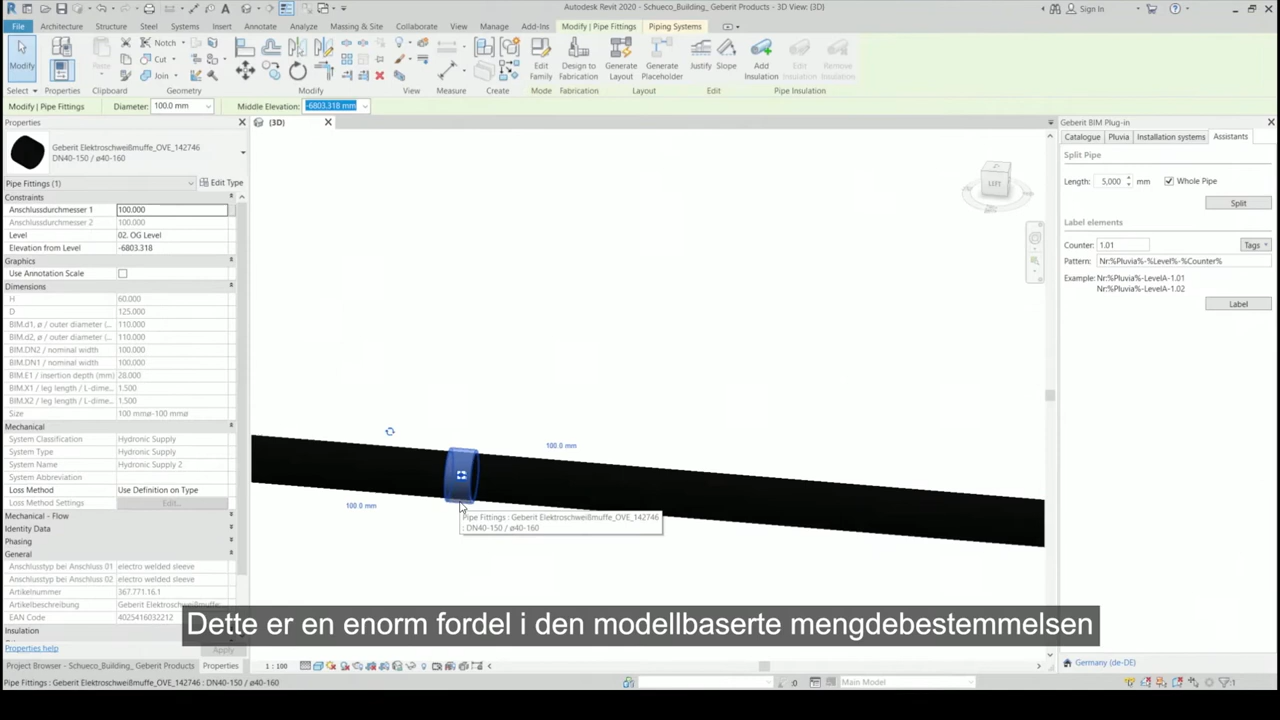 Autodesk Revit 2020 - Schueco_Building_ Geberit Products - 3D View: {3D}
Sign In
File Architecture Structure Steel Systems Insert Annotate Analyze Massing & Site Collaborate View Manage Add-Ins Modify | Pipe Fittings Piping Systems
Modify
Paste
Notch
Cut
Join
Edit Family
Design to Fabrication
Generate Layout
Generate Placeholder
Justify
Slope
Add Insulation
Edit Insulation
Remove Insulation
Select Properties Clipboard Geometry Modify View Measure Create Mode Fabrication Layout Edit Pipe Insulation
Modify | Pipe Fittings Diameter: 100.0 mm Middle Elevation: -6803.318 mm
Properties
{3D}
Geberit Elektroschweißmuffe_OVE_142746
DN40-150 / ø40-160
Pipe Fittings (1) Edit Type
Constraints
Anschlussdurchmesser 1 100.000
Anschlussdurchmesser 2 100.000
Level 02. OG Level
Elevation from Level -6803.318
Graphics
Use Annotation Scale
Dimensions
H 60.000
D 125.000
BIM.d1, ø / outer diameter (... 110.000
BIM.d2, ø / outer diameter (... 110.000
BIM.DN2 / nominal width 100.000
BIM.DN1 / nominal width 100.000
BIM.E1 / insertion depth (mm) 28.000
BIM.X1 / leg length / L-dime... 1.500
BIM.X2 / leg length / L-dime... 1.500
Size 100 mmø-100 mmø
Mechanical
System Classification Hydronic Supply
System Type Hydronic Supply
System Name Hydronic Supply 2
System Abbreviation
Loss Method Use Definition on Type
Loss Method Settings Edit...
Mechanical - Flow
Identity Data
Phasing
General
Anschlusstyp bei Anschluss 01 electro welded sleeve
Anschlusstyp bei Anschluss 02 electro welded sleeve
Artikelnummer 367.771.16.1
Artikelbeschreibung Geberit Elektroschweißmuffe...
EAN Code 4025416032212
Insulation
Properties help Apply
Project Browser - Schueco_Building_ Geberit Products Properties
LEFT
100.0 mm
100.0 mm
Pipe Fittings : Geberit Elektroschweißmuffe_OVE_142746
: DN40-150 / ø40-160
Geberit BIM Plug-in
Catalogue Pluvia Installation systems Assistants
Split Pipe
Length: 5,000 mm Whole Pipe
Split
Label elements
Counter: 1.01 Tags
Pattern: Nr:%Pluvia%-%Level%-%Counter%
Example: Nr:%Pluvia%-LevelA-1.01
Nr:%Pluvia%-LevelA-1.02
Label
Dette er en enorm fordel i den modellbaserte mengdebestemmelsen
1 : 100
Germany (de-DE)
Pipe Fittings : Geberit Elektroschweißmuffe_OVE_142746 : DN40-150 / ø40-160
:0
Main Model
:1